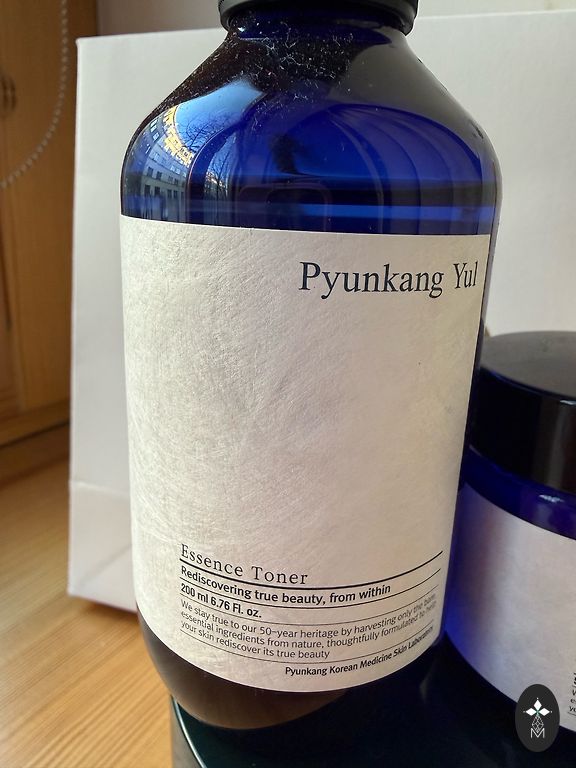 Pyunkang Yul
Essence Toner
Rediscovering true beauty, from within
200 ml 6.76 Fl. oz.
We stay true to our 50-year heritage by harvesting only the
essential ingredients from nature, thoughtfully formulated to help
your skin rediscover its true beauty
Pyunkang Korean Medicine Skin Laboratory
M